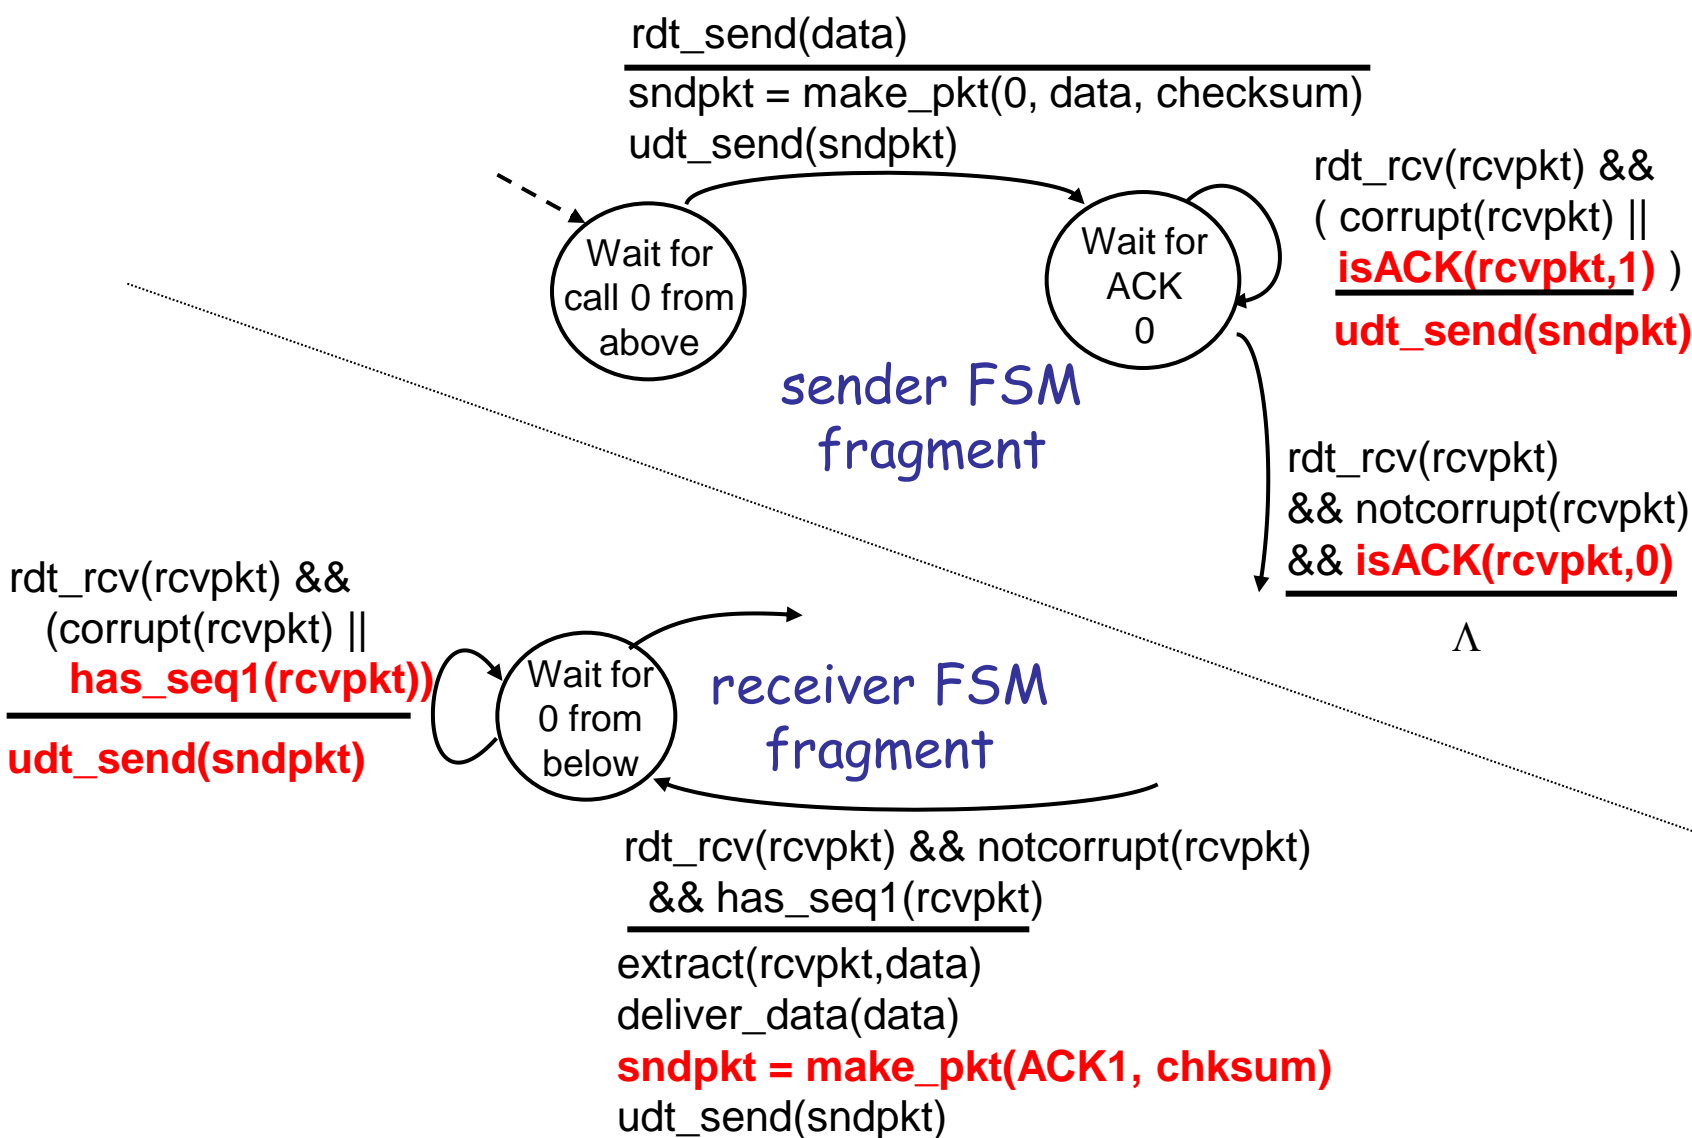 rdt_send(data)
sndpkt = make_pkt(0, data, checksum)
udt_send(sndpkt)
rdt_rcv(rcvpkt) &&
( corrupt(rcvpkt) ||
isACK(rcvpkt,1) )
udt_send(sndpkt)
Wait for
call 0 from
above
Wait for
ACK
0
sender FSM
fragment
rdt_rcv(rcvpkt)
&& notcorrupt(rcvpkt)
&& isACK(rcvpkt,0)
Λ
rdt_rcv(rcvpkt) &&
(corrupt(rcvpkt) ||
has_seq1(rcvpkt))
udt_send(sndpkt)
Wait for
0 from
below
receiver FSM
fragment
rdt_rcv(rcvpkt) && notcorrupt(rcvpkt)
&& has_seq1(rcvpkt)
extract(rcvpkt,data)
deliver_data(data)
sndpkt = make_pkt(ACK1, chksum)
udt_send(sndpkt)